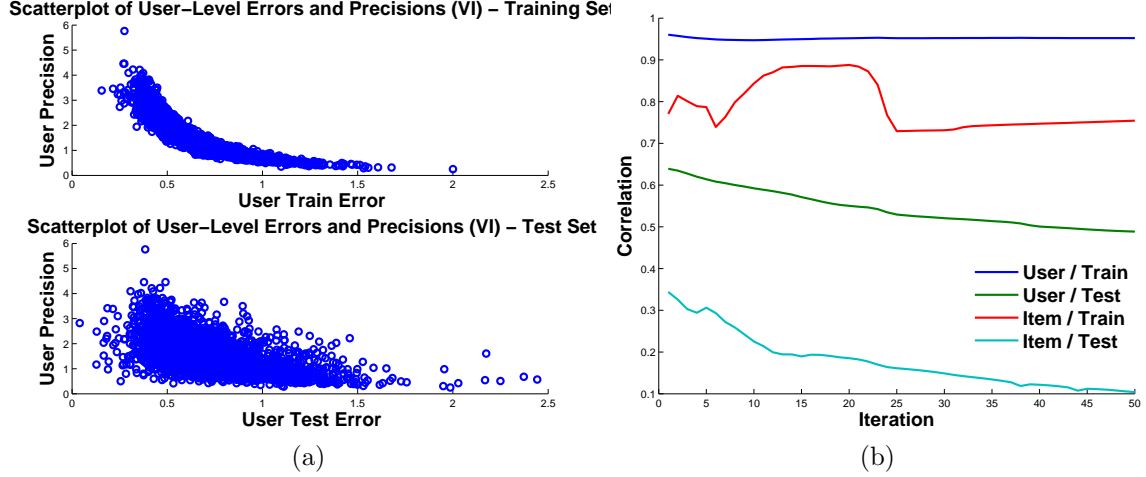 Scatterplot of User−Level Errors and Precisions (VI) − Training Set
User Precision
6
5
4
3
2
1
0
0 0.5 1 1.5 2 2.5
User Train Error
Scatterplot of User−Level Errors and Precisions (VI) − Test Set
User Precision
6
5
4
3
2
1
0
0 0.5 1 1.5 2 2.5
User Test Error
(a)
Correlation
1
0.9
0.8
0.7
0.6
0.5
0.4
0.3
0.2
0.1
User / Train
User / Test
Item / Train
Item / Test
0 5 10 15 20 25 30 35 40 45 50
Iteration
(b)